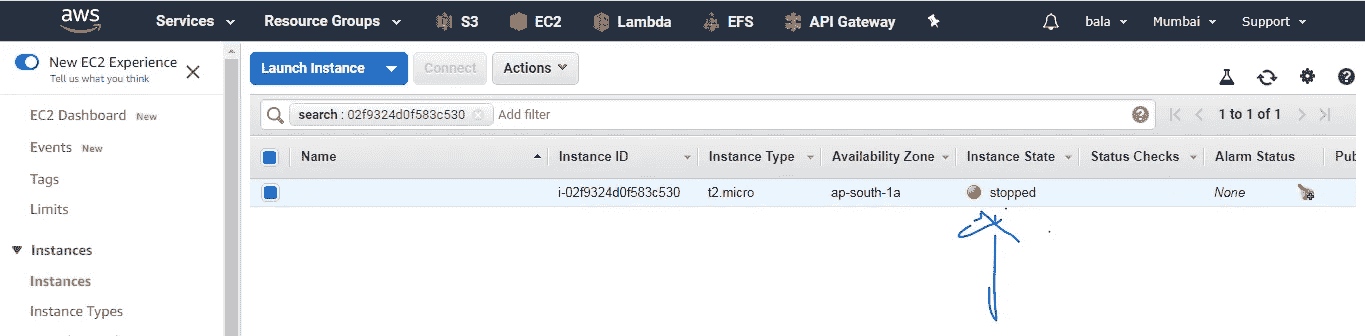 aws Services Resource Groups S3 EC2 Lambda EFS API Gateway bala Mumbai Support
New EC2 Experience
Tell us what you think
Launch Instance Connect Actions
search : 02f9324d0f583c530 Add filter 1 to 1 of 1
EC2 Dashboard New
Events New
Tags
Limits
Instances
Instances
Instance Types
Name Instance ID Instance Type Availability Zone Instance State Status Checks Alarm Status Pub
i-02f9324d0f583c530 t2.micro ap-south-1a stopped None